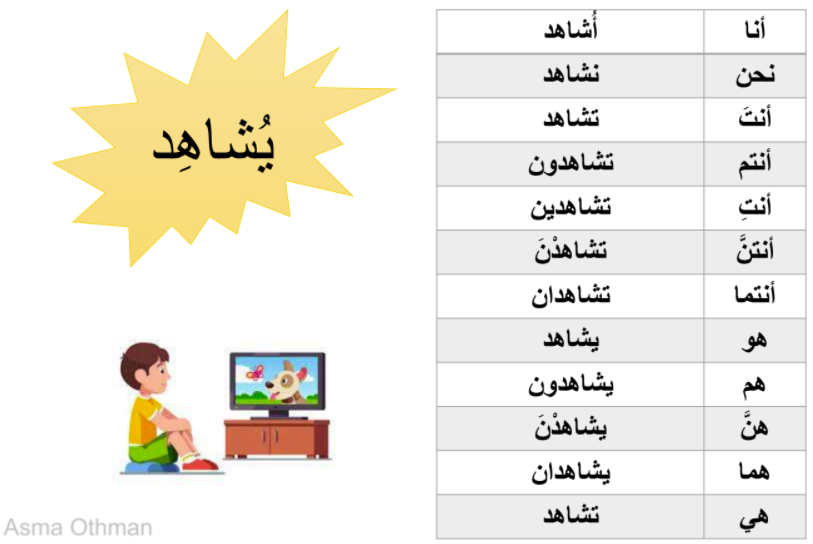 يُشاهِد
أنا أُشاهد
نحن نشاهد
أنتَ تشاهد
أنتم تشاهدون
أنتِ تشاهدين
أنتنَّ تشاهدْنَ
أنتما تشاهدان
هو يشاهد
هم يشاهدون
هنَّ يشاهدْنَ
هما يشاهدان
هي تشاهد
Asma Othman